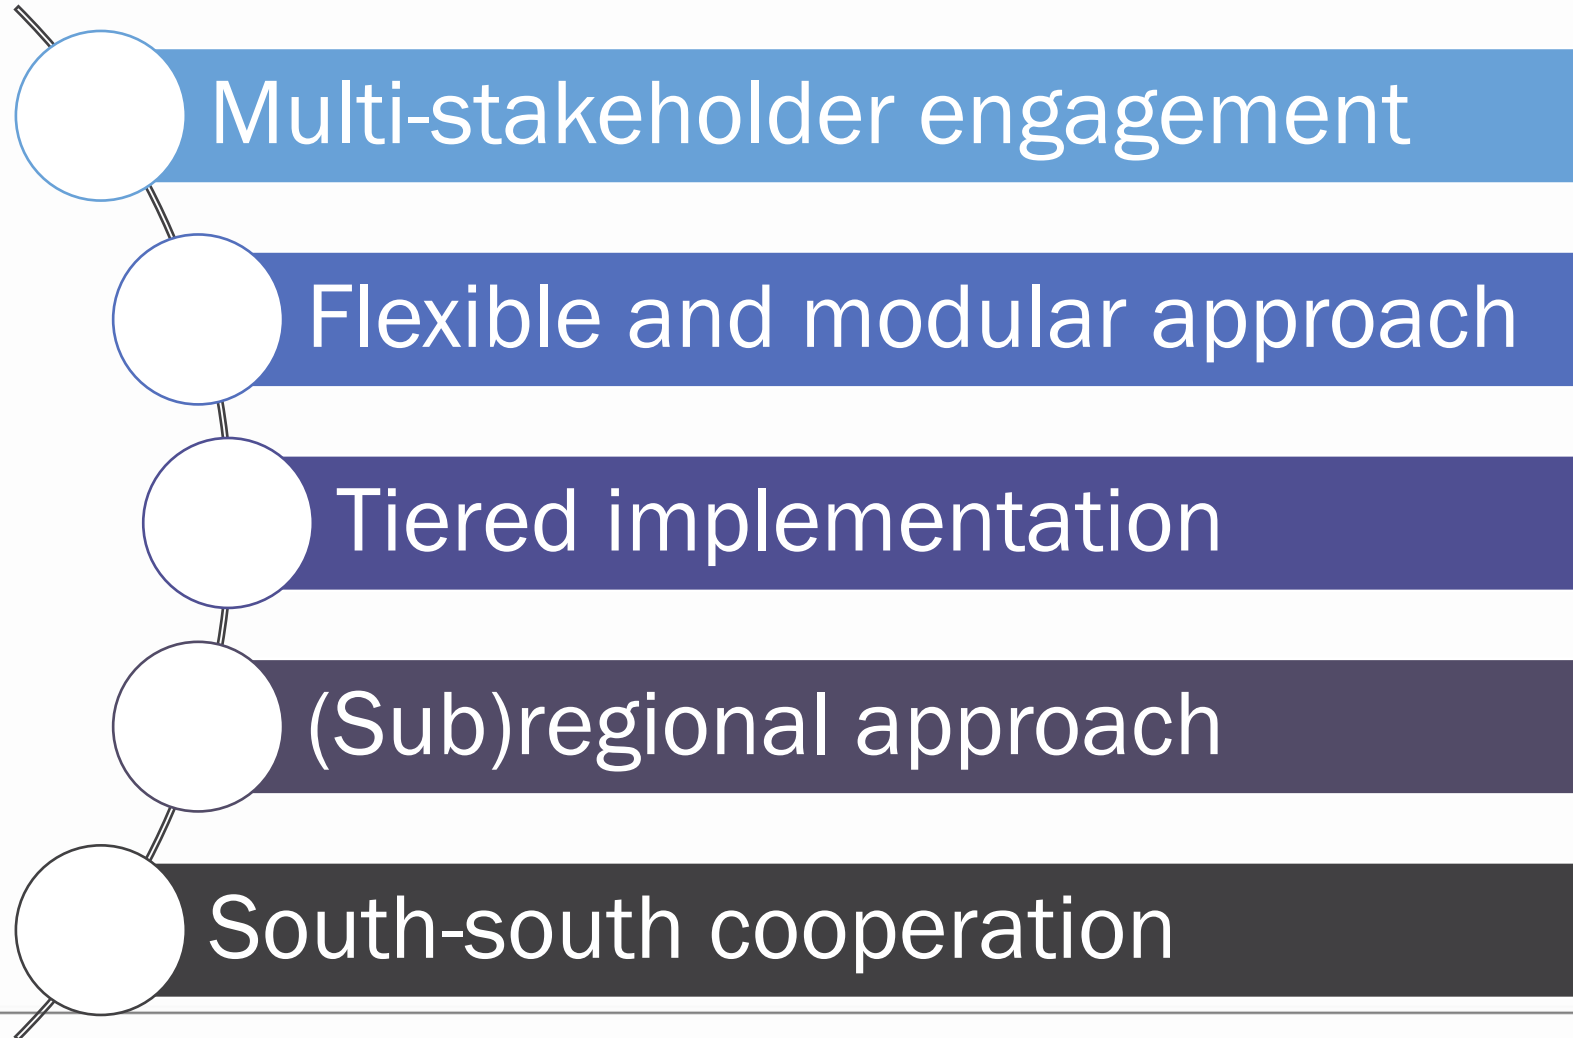 Multi-stakeholder engagement
Flexible and modular approach
Tiered implementation
(Sub)regional approach
South-south cooperation